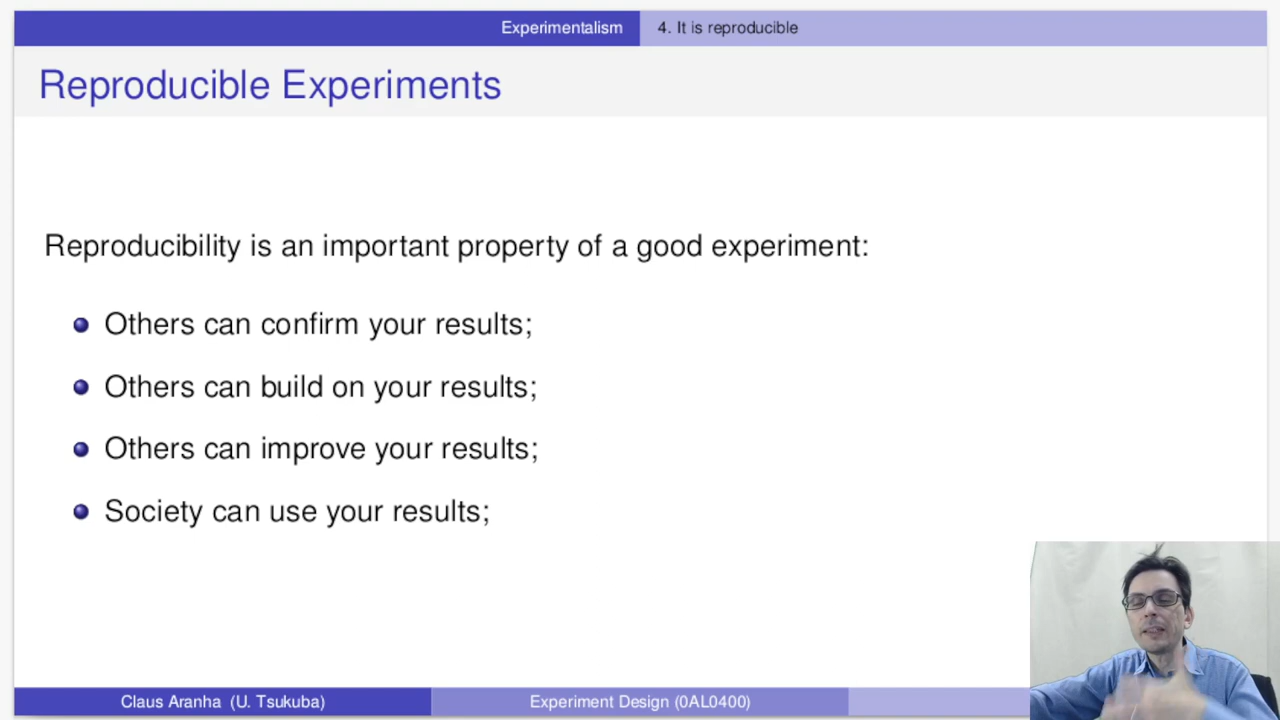 Experimentalism
4. It is reproducible
Reproducible Experiments
Reproducibility is an important property of a good experiment:
Others can confirm your results;
Others can build on your results;
Others can improve your results;
Society can use your results;
Claus Aranha (U. Tsukuba)
Experiment Design (0AL0400)